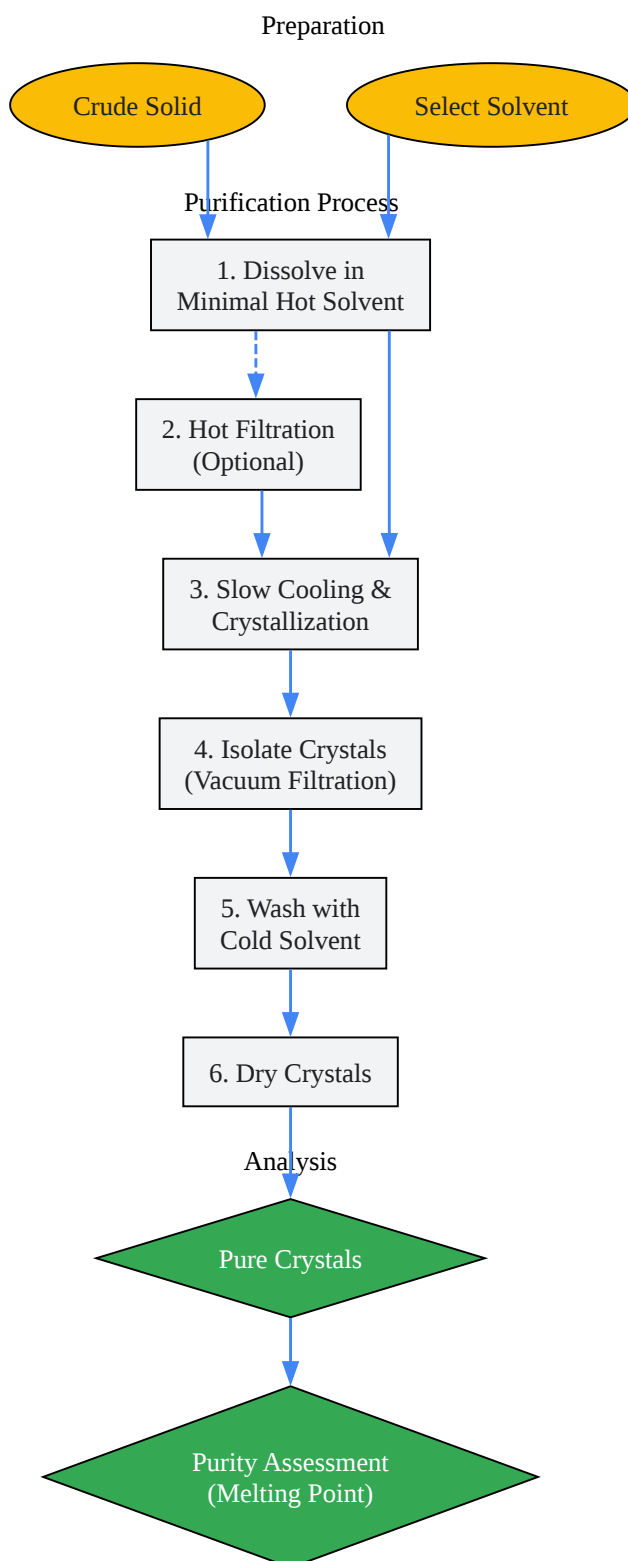 Preparation
Crude Solid
Select Solvent
Purification Process
1. Dissolve in
Minimal Hot Solvent
2. Hot Filtration
(Optional)
3. Slow Cooling &
Crystallization
4. Isolate Crystals
(Vacuum Filtration)
5. Wash with
Cold Solvent
6. Dry Crystals
Analysis
Pure Crystals
Purity Assessment
(Melting Point)